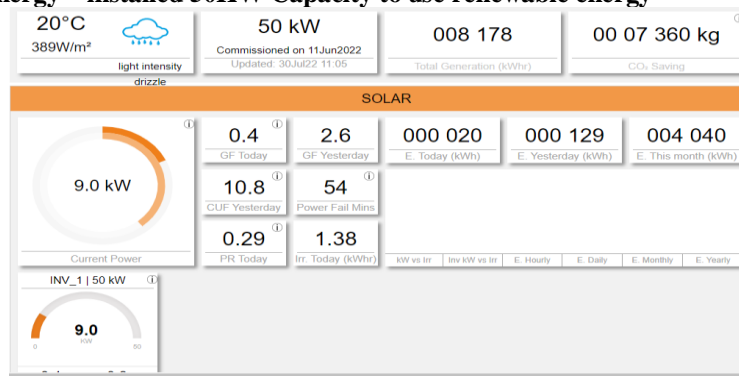 nergy – installed 50KW Capacity to use renewable energy
20°C
389W/m²
light intensity
drizzle
50 kW
Commissioned on 11Jun2022
Updated: 30Jul22 11:05
008 178
Total Generation (kWhr)
00 07 360 kg
CO₂ Saving
SOLAR
9.0 kW
Current Power
0.4
GF Today
2.6
GF Yesterday
000 020
E. Today (kWh)
000 129
E. Yesterday (kWh)
004 040
E. This month (kWh)
10.8
CUF Yesterday
54
Power Fail Mins
0.29
PR Today
1.38
Irr. Today (kWhr)
kW vs Irr
Inv kW vs Irr
E. Hourly
E. Daily
E. Monthly
E. Yearly
INV_1 | 50 kW
9.0
kW
0
50